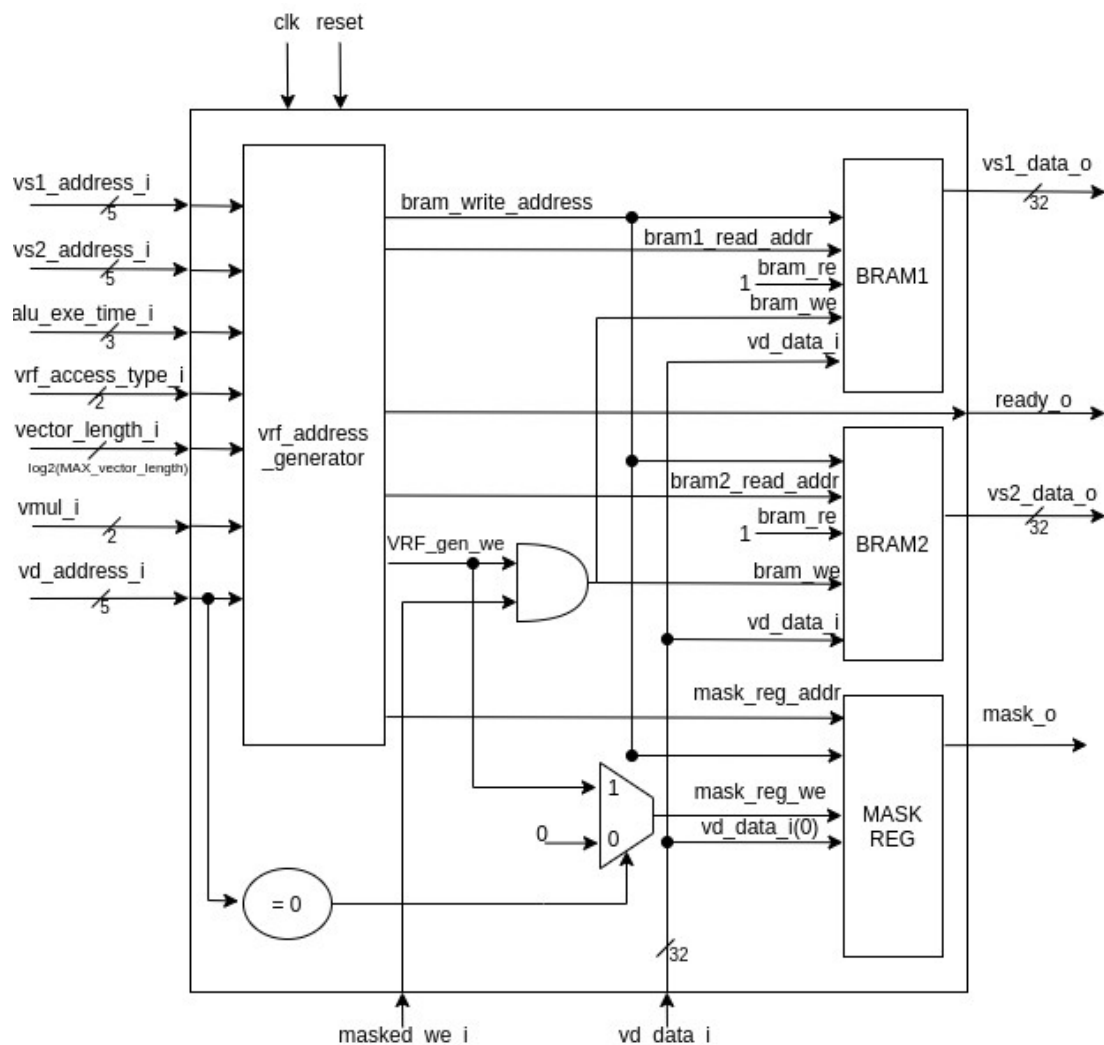 clk
reset
vs1_address_i
5
vs2_address_i
5
alu_exe_time_i
3
vrf_access_type_i
2
vector_length_i
log2(MAX_vector_length)
vmul_i
2
vd_address_i
5
vrf_address
_generator
bram_write_address
bram1_read_addr
bram_re
1
bram_we
vd_data_i
BRAM1
vs1_data_o
32
ready_o
bram2_read_addr
bram_re
1
bram_we
vd_data_i
BRAM2
vs2_data_o
32
VRF_gen_we
mask_reg_addr
1
0
0
mask_reg_we
vd_data_i(0)
MASK
REG
mask_o
= 0
32
masked_we_i
vd_data_i